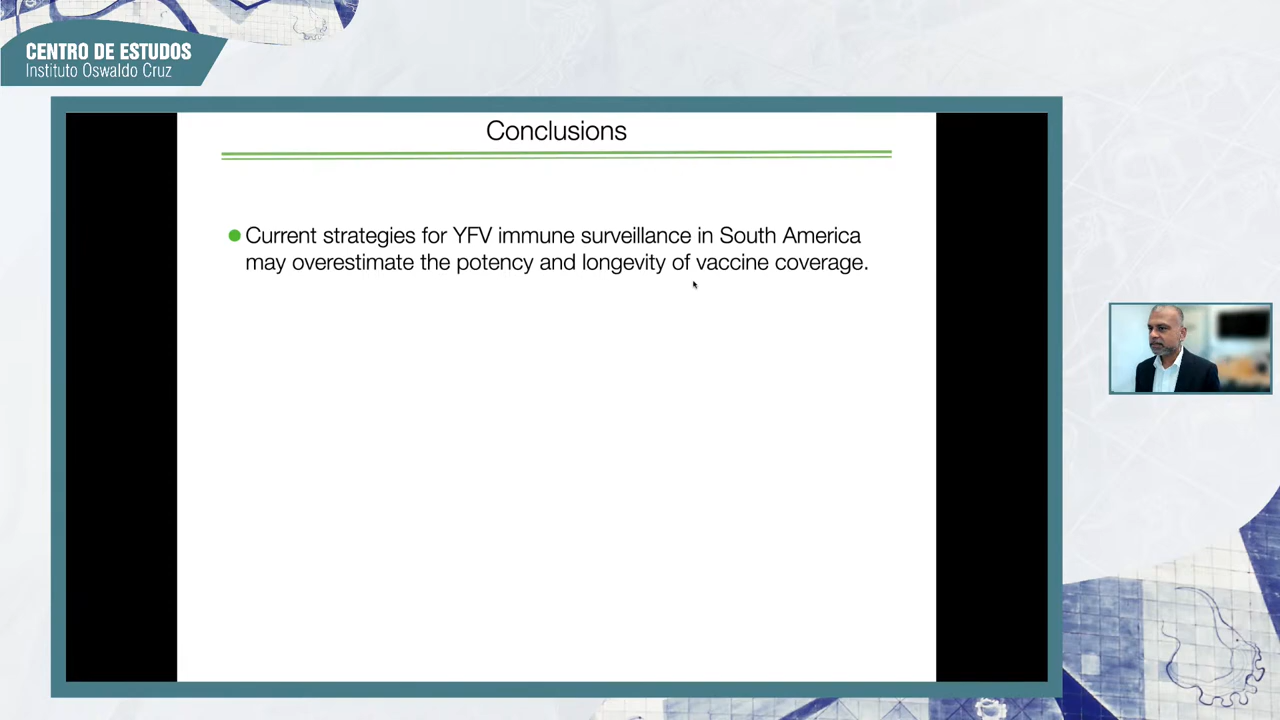 CENTRO DE ESTUDOS
Instituto Oswaldo Cruz
Conclusions
Current strategies for YFV immune surveillance in South America
may overestimate the potency and longevity of vaccine coverage.